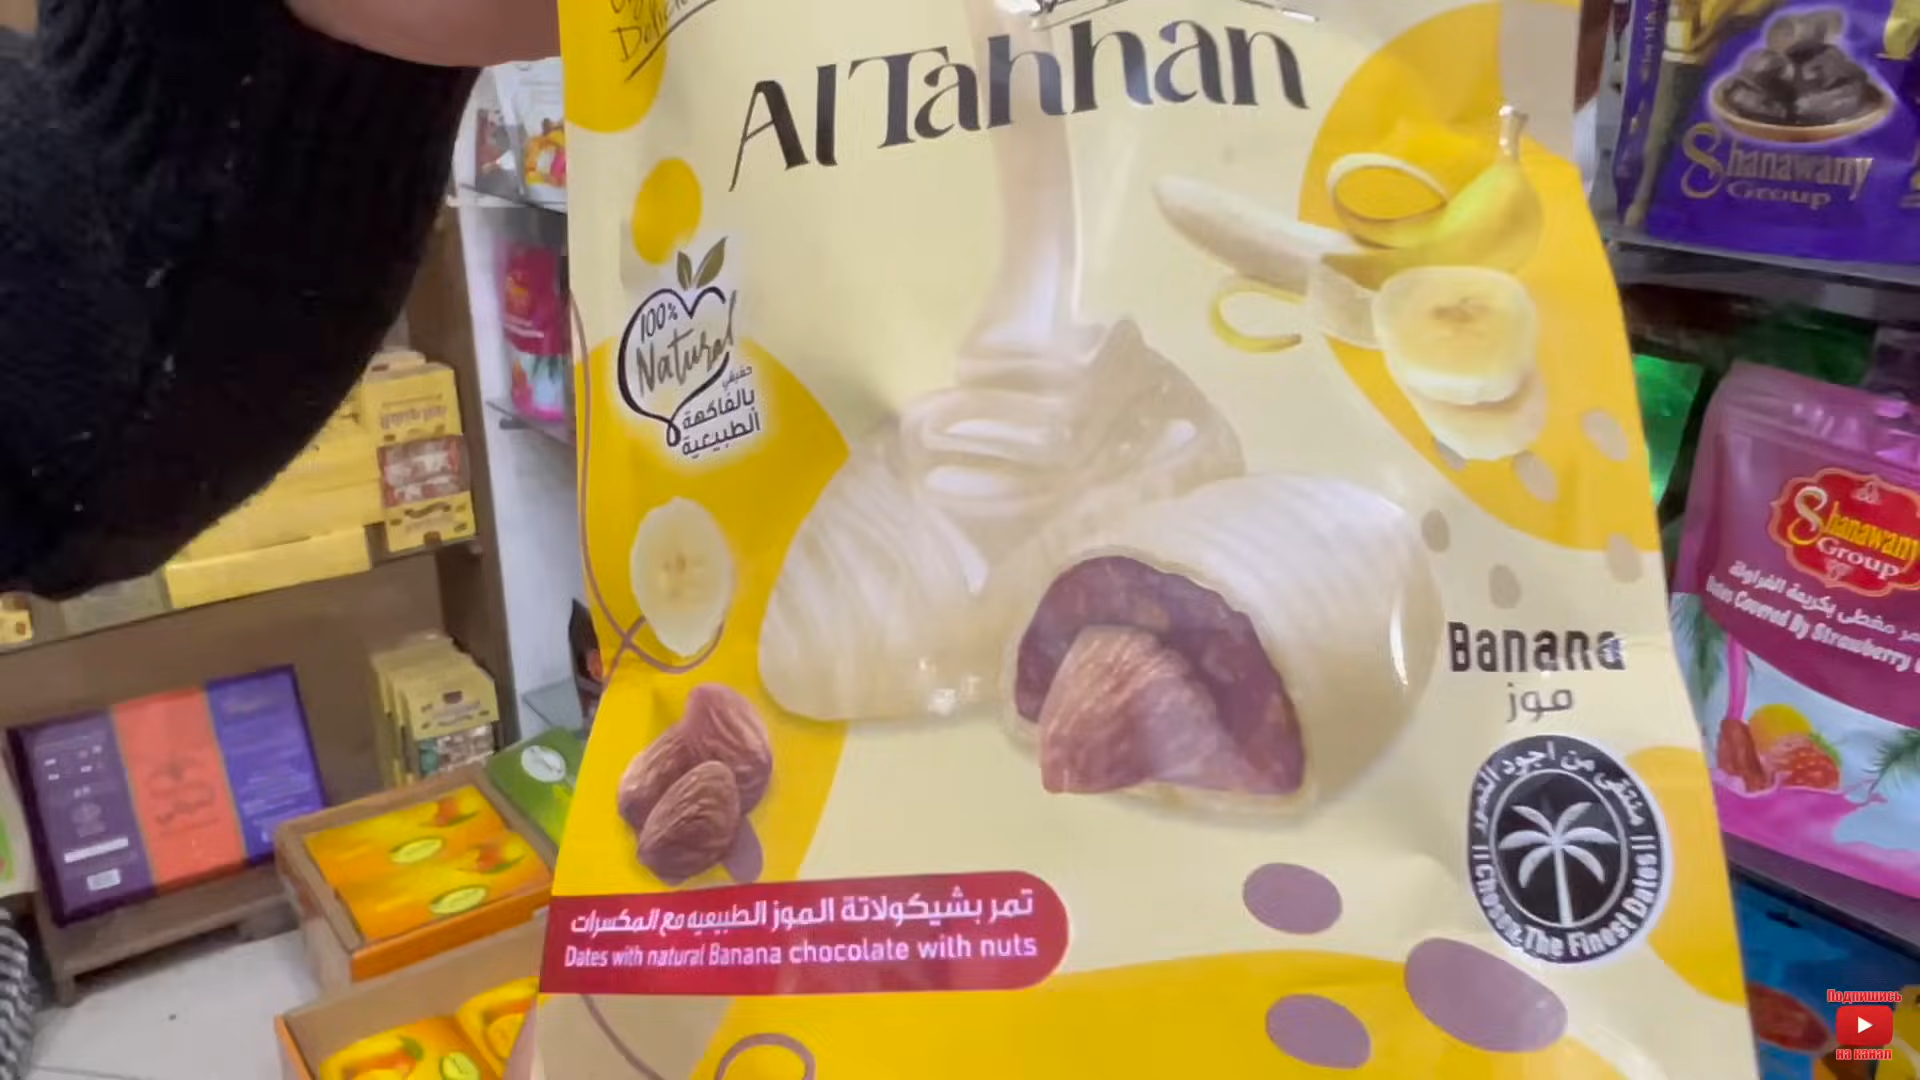 Al Tahhan
100%
Natural
حقيقي
بالفاكهة
الطبيعية
Banana
موز
منتقى من اجود التمور
Chosen The Finest Dates
تمر بشيكولاتة الموز الطبيعيه مع المكسرات
Dates with natural Banana chocolate with nuts
Shanawany
Group
Shanawany
Group
تمر مغطى بكريمة الفراولة
Dates Covered By Strawberry
Подпишись
на канал